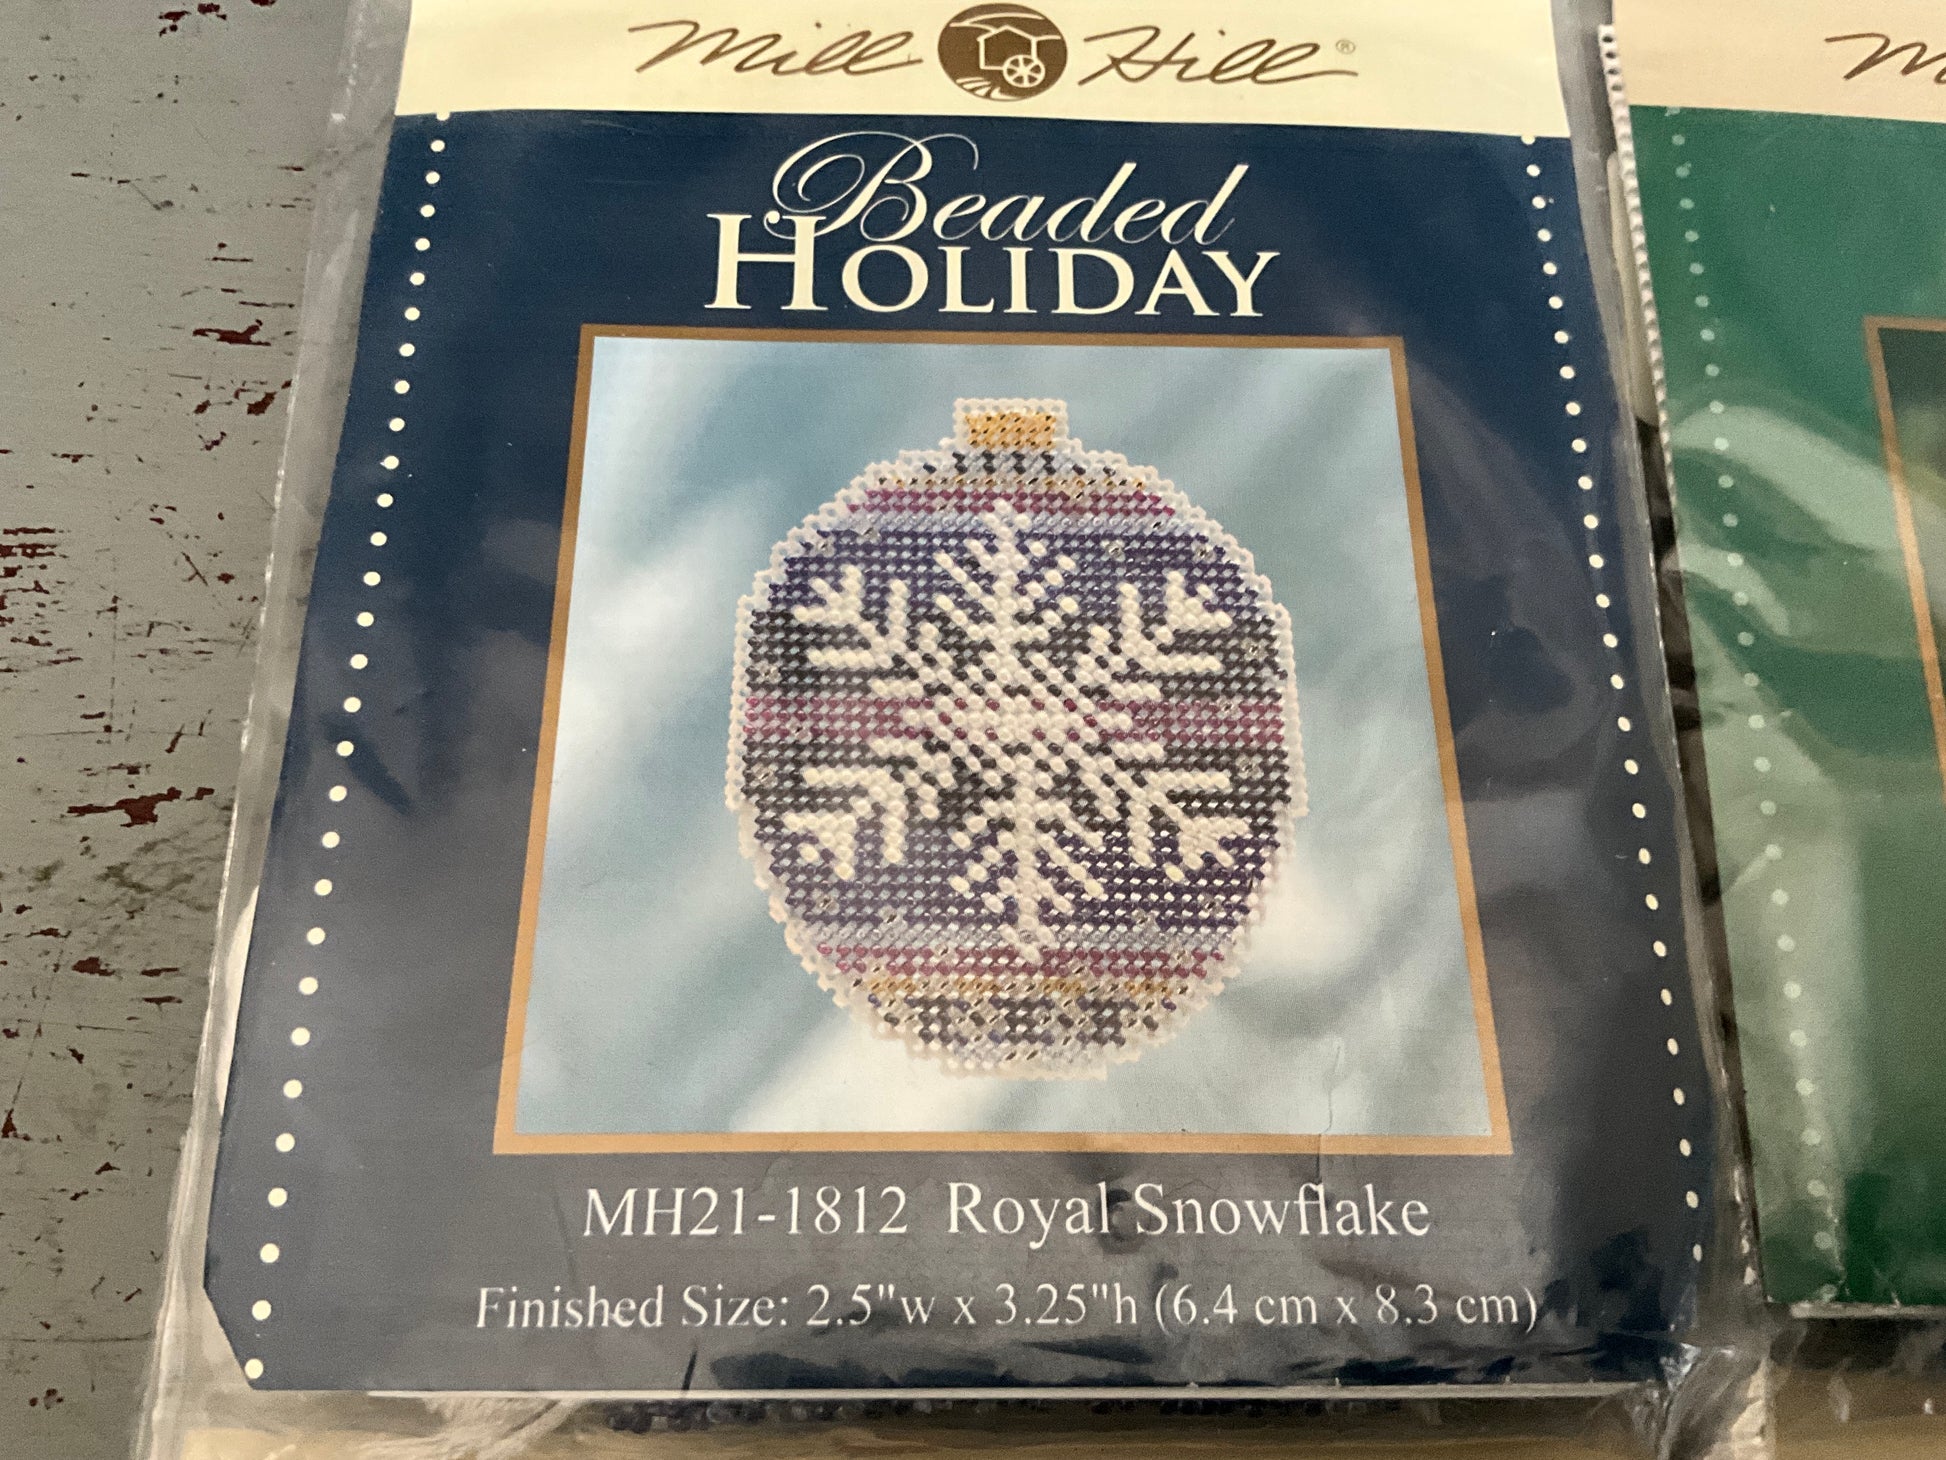 Mill Hill®
Beaded
HOLIDAY
MH21-1812 Royal Snowflake
Finished Size: 2.5"w x 3.25"h (6.4 cm x 8.3 cm)